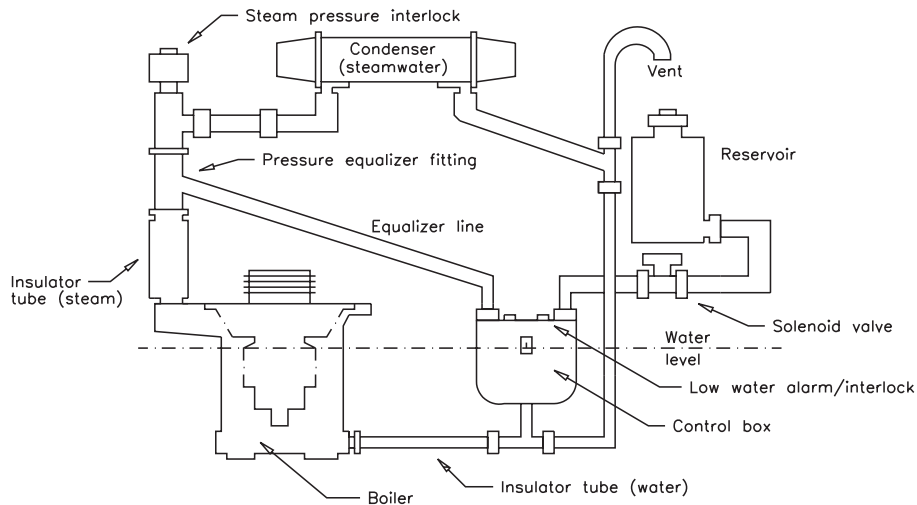 Steam pressure interlock
Condenser
(steamwater)
Vent
Reservoir
Pressure equalizer fitting
Equalizer line
Insulator
tube (steam)
Solenoid valve
Water
level
Low water alarm/interlock
Control box
Insulator tube (water)
Boiler